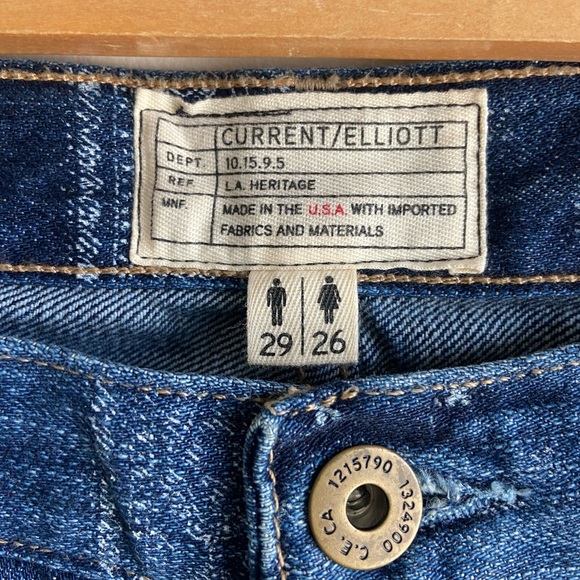 CURRENT/ELLIOTT
DEPT. 10.15.9.5
REF. L.A. HERITAGE
MNF. MADE IN THE U.S.A. WITH IMPORTED
FABRICS AND MATERIALS
29 26
1215790 1324900 C.E. CA